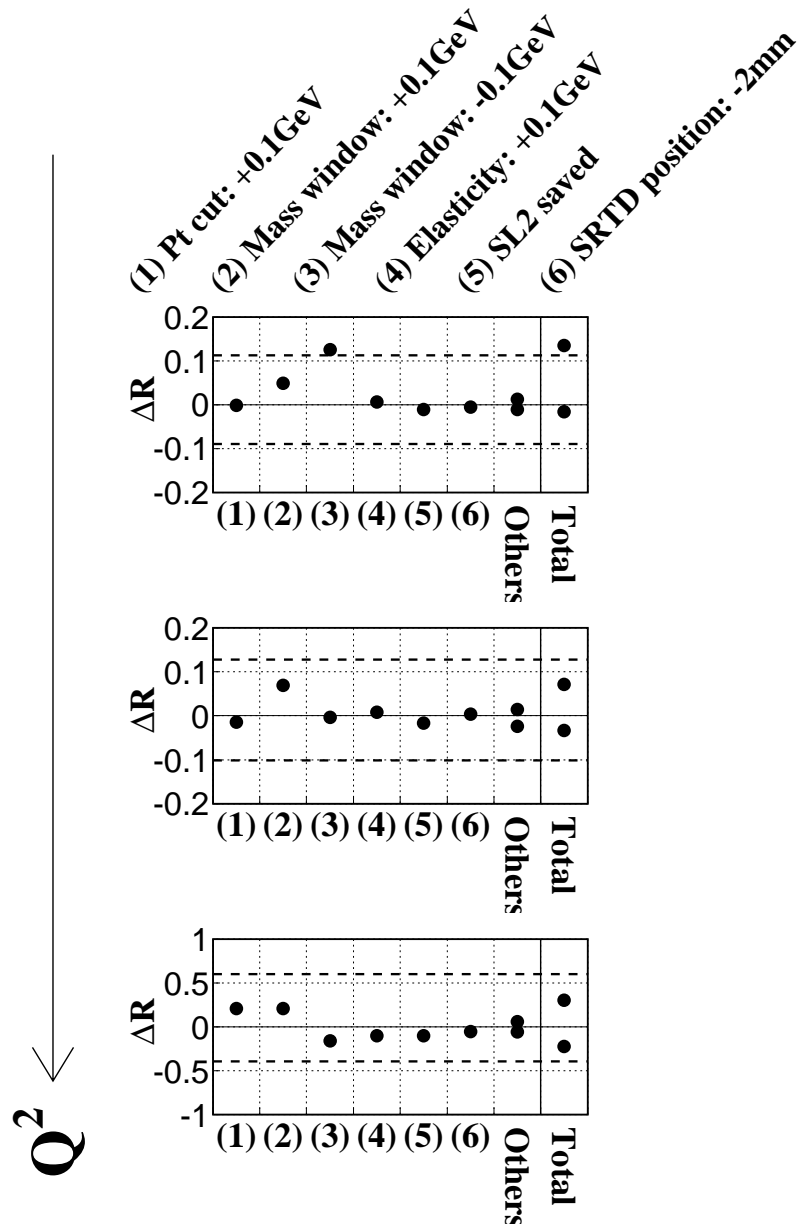 (1) Pt cut: +0.1GeV
(2) Mass window: +0.1GeV
(3) Mass window: -0.1GeV
(4) Elasticity: +0.1GeV
(5) SL2 saved
(6) SRTD position: -2mm
0.2
0.1
0
-0.1
-0.2
ΔR
(1) (2) (3) (4) (5) (6) Others Total
0.2
0.1
0
-0.1
-0.2
ΔR
(1) (2) (3) (4) (5) (6) Others Total
1
0.5
0
-0.5
-1
ΔR
(1) (2) (3) (4) (5) (6) Others Total
Q²